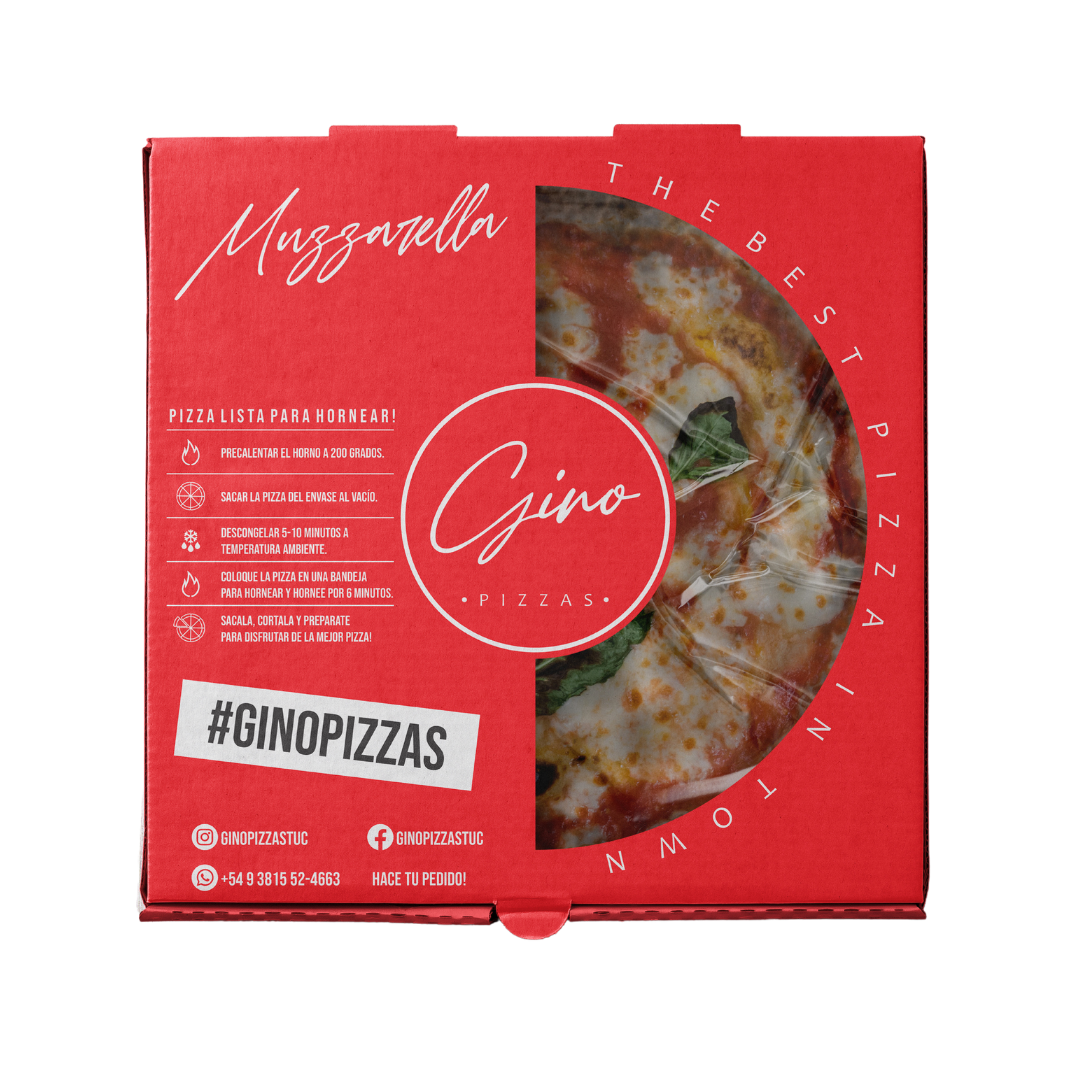 Muzzarella
THE BEST PIZZA IN TOWN
PIZZA LISTA PARA HORNEAR!
PRECALENTAR EL HORNO A 200 GRADOS.
SACAR LA PIZZA DEL ENVASE AL VACÍO.
DESCONGELAR 5-10 MINUTOS A
TEMPERATURA AMBIENTE.
COLOQUE LA PIZZA EN UNA BANDEJA
PARA HORNEAR Y HORNEE POR 6 MINUTOS.
SACALA, CORTALA Y PREPARATE
PARA DISFRUTAR DE LA MEJOR PIZZA!
Gino
•PIZZAS•
#GINOPIZZAS
GINOPIZZASTUC
GINOPIZZASTUC
+54 9 3815 52-4663
HACE TU PEDIDO!